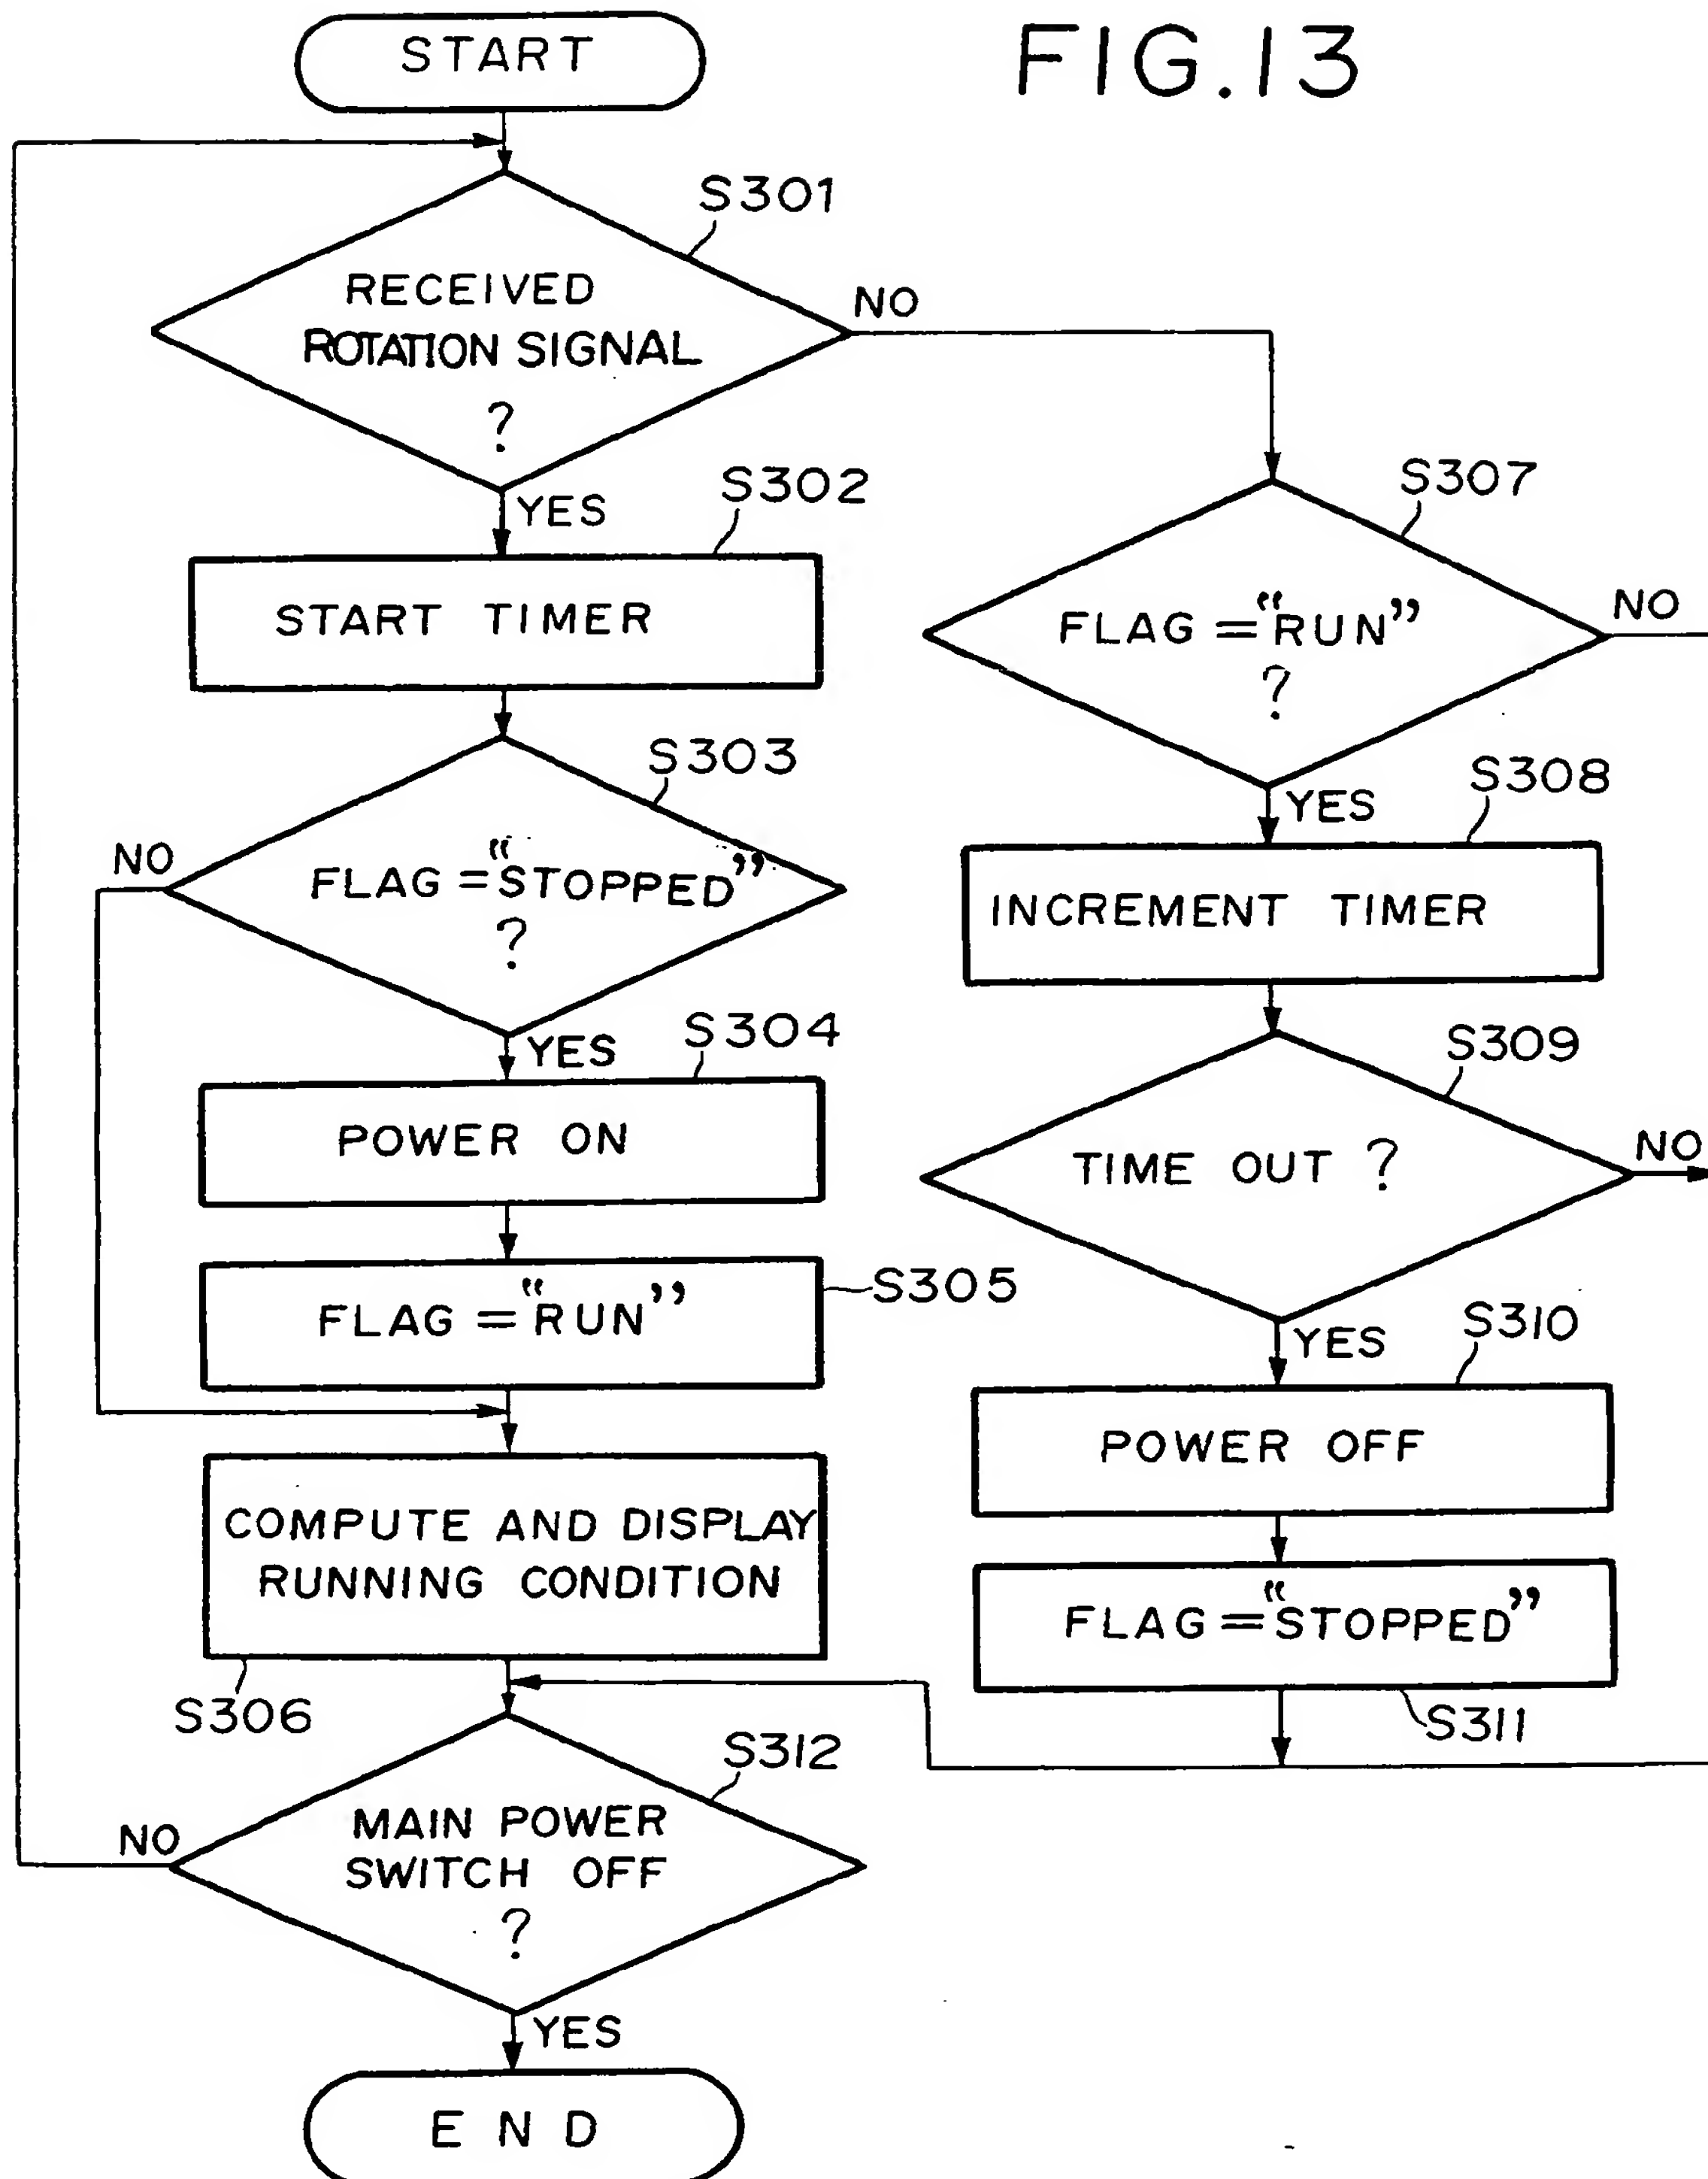 START
FIG.13
S301
RECEIVED
ROTATION SIGNAL
?
NO
YES
S302
START TIMER
S303
FLAG = "STOPPED"
?
NO
YES
S304
POWER ON
FLAG = "RUN"
S305
COMPUTE AND DISPLAY
RUNNING CONDITION
S306
S307
FLAG = "RUN"
?
NO
YES
S308
INCREMENT TIMER
S309
TIME OUT ?
NO
YES
S310
POWER OFF
FLAG = "STOPPED"
S311
S312
MAIN POWER
SWITCH OFF
?
NO
YES
END